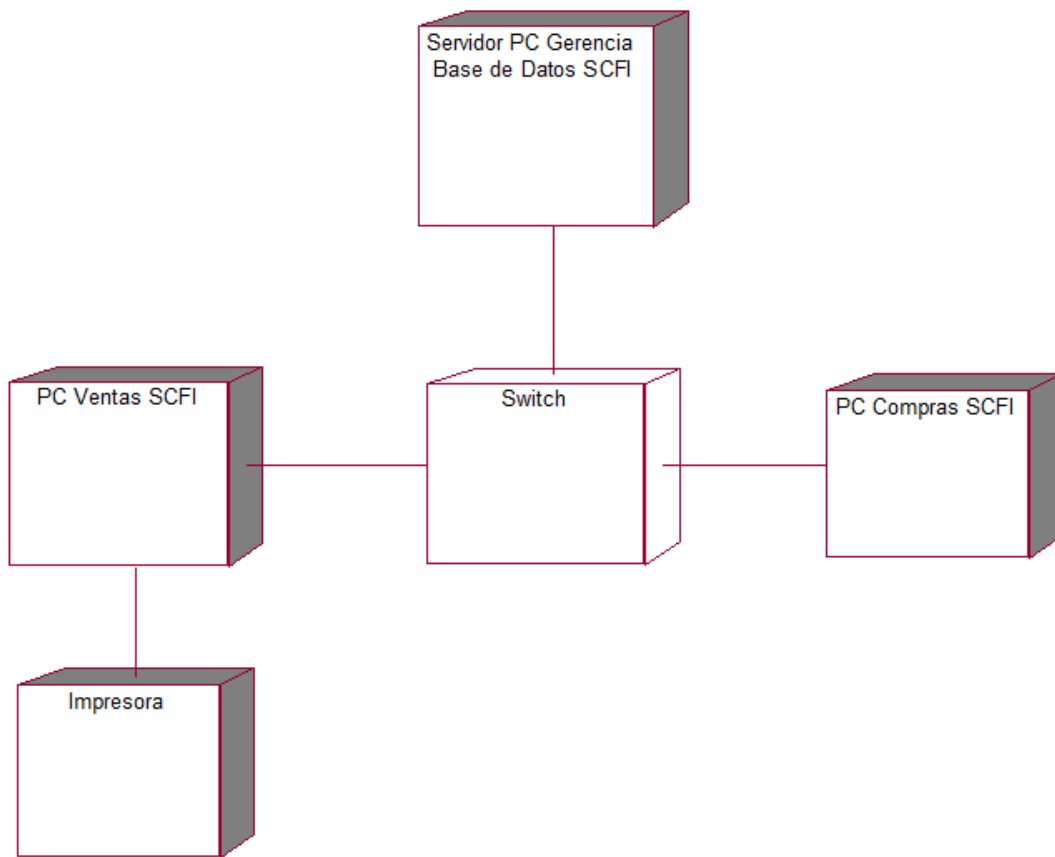 Servidor PC Gerencia
Base de Datos SCFI
PC Ventas SCFI
Switch
PC Compras SCFI
Impresora